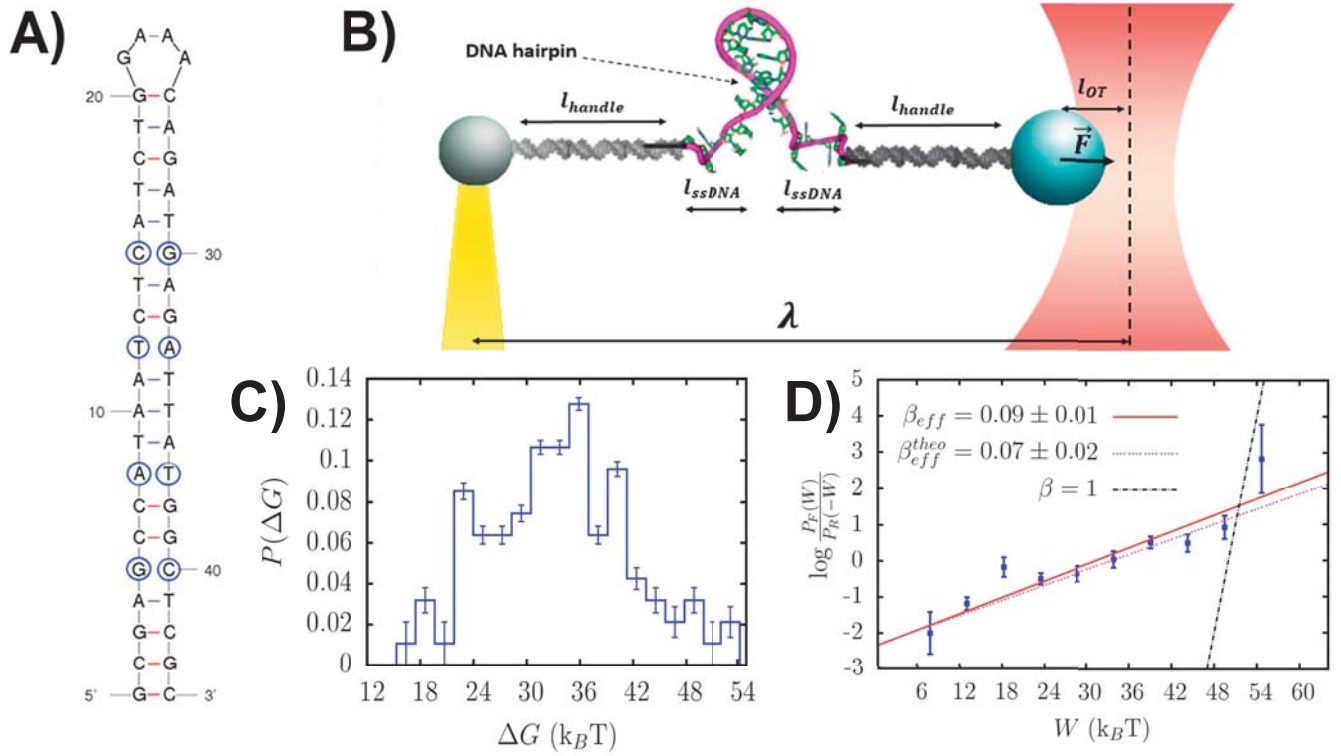 A)
A A
G A
20 G C
T A
C G
T A
A T
C G 30
T A
C G
T A
A T
10 A T
T A
A T
C G
C G
G C 40
A T
G C
C G
5' G C 3'
B)
DNA hairpin
l_handle
l_handle
l_OT
F
l_ssDNA l_ssDNA
λ
C)
P(ΔG)
0.14
0.12
0.1
0.08
0.06
0.04
0.02
0
12 18 24 30 36 42 48 54
ΔG (k_BT)
D)
log P_F(W)/P_R(-W)
5
4
3
2
1
0
-1
-2
-3
β_eff = 0.09 ± 0.01
β_eff^theo = 0.07 ± 0.02
β = 1
6 12 18 24 30 36 42 48 54 60
W (k_BT)